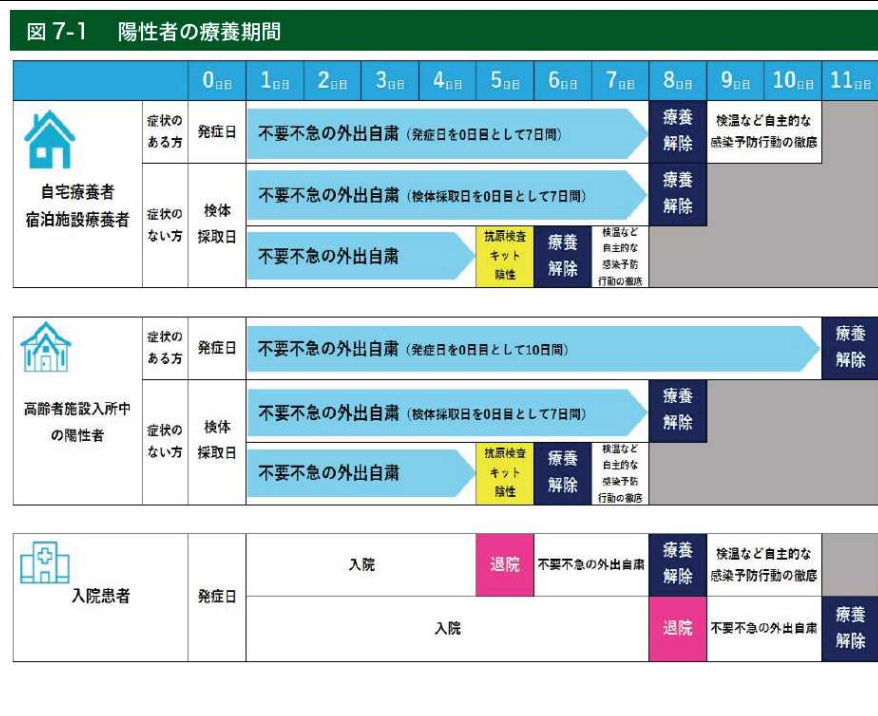 図 7-1 陽性者の療養期間
0日目 1日目 2日目 3日目 4日目 5日目 6日目 7日目 8日目 9日目 10日目 11日目
自宅療養者
宿泊施設療養者
症状の
ある方
発症日
不要不急の外出自粛(発症日を0日目として7日間)
療養
解除
検温など自主的な
感染予防行動の徹底
症状の
ない方
検体
採取日
不要不急の外出自粛(検体採取日を0日目として7日間)
療養
解除
不要不急の外出自粛
抗原検査
キット
陰性
療養
解除
検温など
自主的な
感染予防
行動の徹底
高齢者施設入所中
の陽性者
症状の
ある方
発症日
不要不急の外出自粛(発症日を0日目として10日間)
療養
解除
症状の
ない方
検体
採取日
不要不急の外出自粛(検体採取日を0日目として7日間)
療養
解除
不要不急の外出自粛
抗原検査
キット
陰性
療養
解除
検温など
自主的な
感染予防
行動の徹底
入院患者
発症日
入院
退院
不要不急の外出自粛
療養
解除
検温など自主的な
感染予防行動の徹底
入院
退院
不要不急の外出自粛
療養
解除